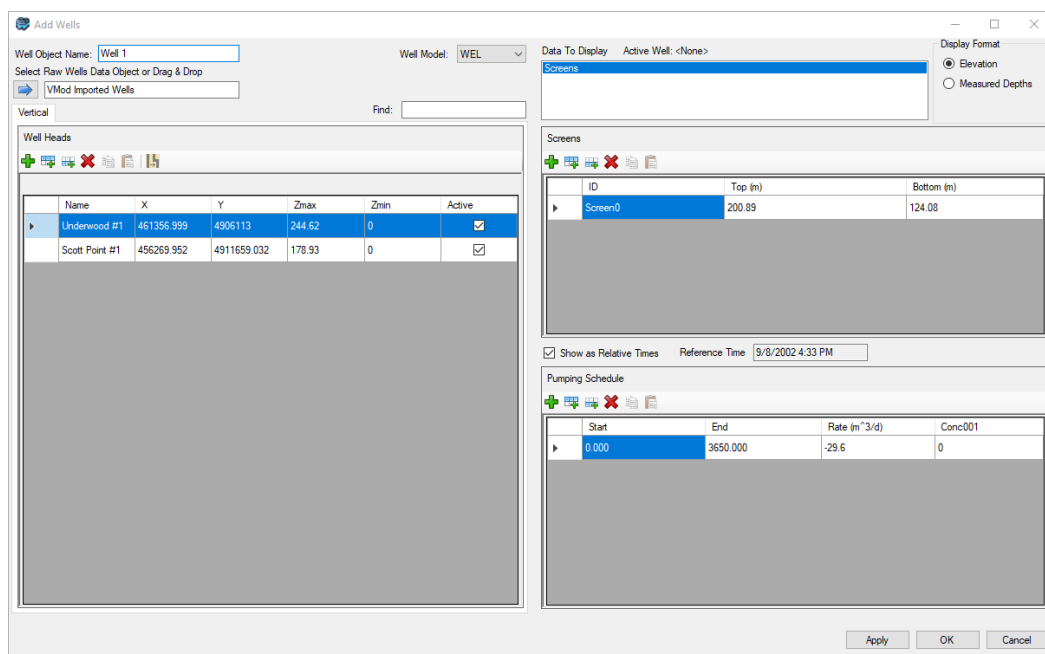 Add Wells
Well Object Name: Well 1
Well Model: WEL
Select Raw Wells Data Object or Drag & Drop
VMod Imported Wells
Vertical
Find:
Well Heads
Name X Y Zmax Zmin Active
Underwood #1 461356.999 4906113 244.62 0
Scott Point #1 456269.952 4911659.032 178.93 0
Data To Display Active Well: <None>
Screens
Display Format
Elevation
Measured Depths
Screens
ID Top (m) Bottom (m)
Screen0 200.89 124.08
Show as Relative Times Reference Time 9/8/2002 4:33 PM
Pumping Schedule
Start End Rate (m^3/d) Conc001
0.000 3650.000 -29.6 0
Apply OK Cancel